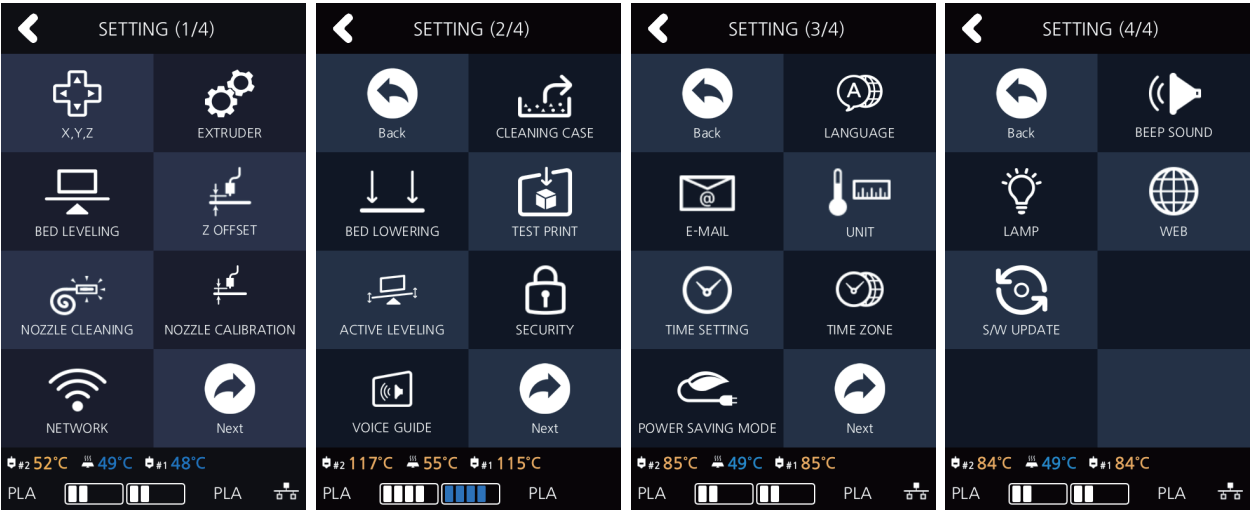 SETTING (1/4)
X,Y,Z
EXTRUDER
BED LEVELING
Z OFFSET
NOZZLE CLEANING
NOZZLE CALIBRATION
NETWORK
Next
#2 52°C 49°C #1 48°C
PLA PLA
SETTING (2/4)
Back
CLEANING CASE
BED LOWERING
TEST PRINT
ACTIVE LEVELING
SECURITY
VOICE GUIDE
Next
#2 117°C 55°C #1 115°C
PLA PLA
SETTING (3/4)
Back
A
LANGUAGE
@
E-MAIL
UNIT
TIME SETTING
TIME ZONE
POWER SAVING MODE
Next
#2 85°C 49°C #1 85°C
PLA PLA
SETTING (4/4)
Back
BEEP SOUND
LAMP
WEB
S/W UPDATE
#2 84°C 49°C #1 84°C
PLA PLA